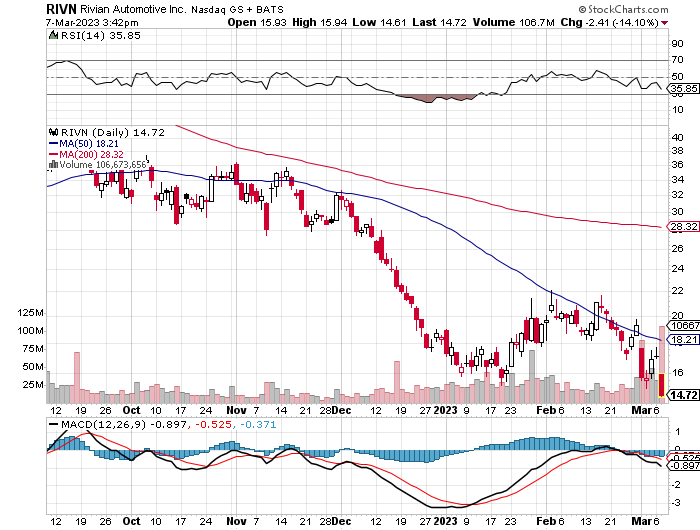 RIVN Rivian Automotive Inc. Nasdaq GS + BATS © StockCharts.com
7-Mar-2023 3:42pm Open 15.93 High 15.94 Low 14.61 Last 14.72 Volume 106.7M Chg -2.41 (-14.10%)
RSI(14) 35.85
90
70
50
35.85
30
10
RIVN (Daily) 14.72
MA(50) 18.21
MA(200) 28.32
Volume 106,673,656
40
38
36
34
32
30
28.32
26
24
22
20
10667
18.21
16
14.72
125M
100M
75M
50M
25M
12 19 26 Oct 10 17 24 Nov 7 14 21 28 Dec 12 19 27 2023 9 17 23 Feb 6 13 21 Mar 6
MACD(12,26,9) -0.897, -0.525, -0.371
1
0
-0.525
-0.897
-2
-3
12 19 26 Oct 10 17 24 Nov 7 14 21 28 Dec 12 19 27 2023 9 17 23 Feb 6 13 21 Mar 6